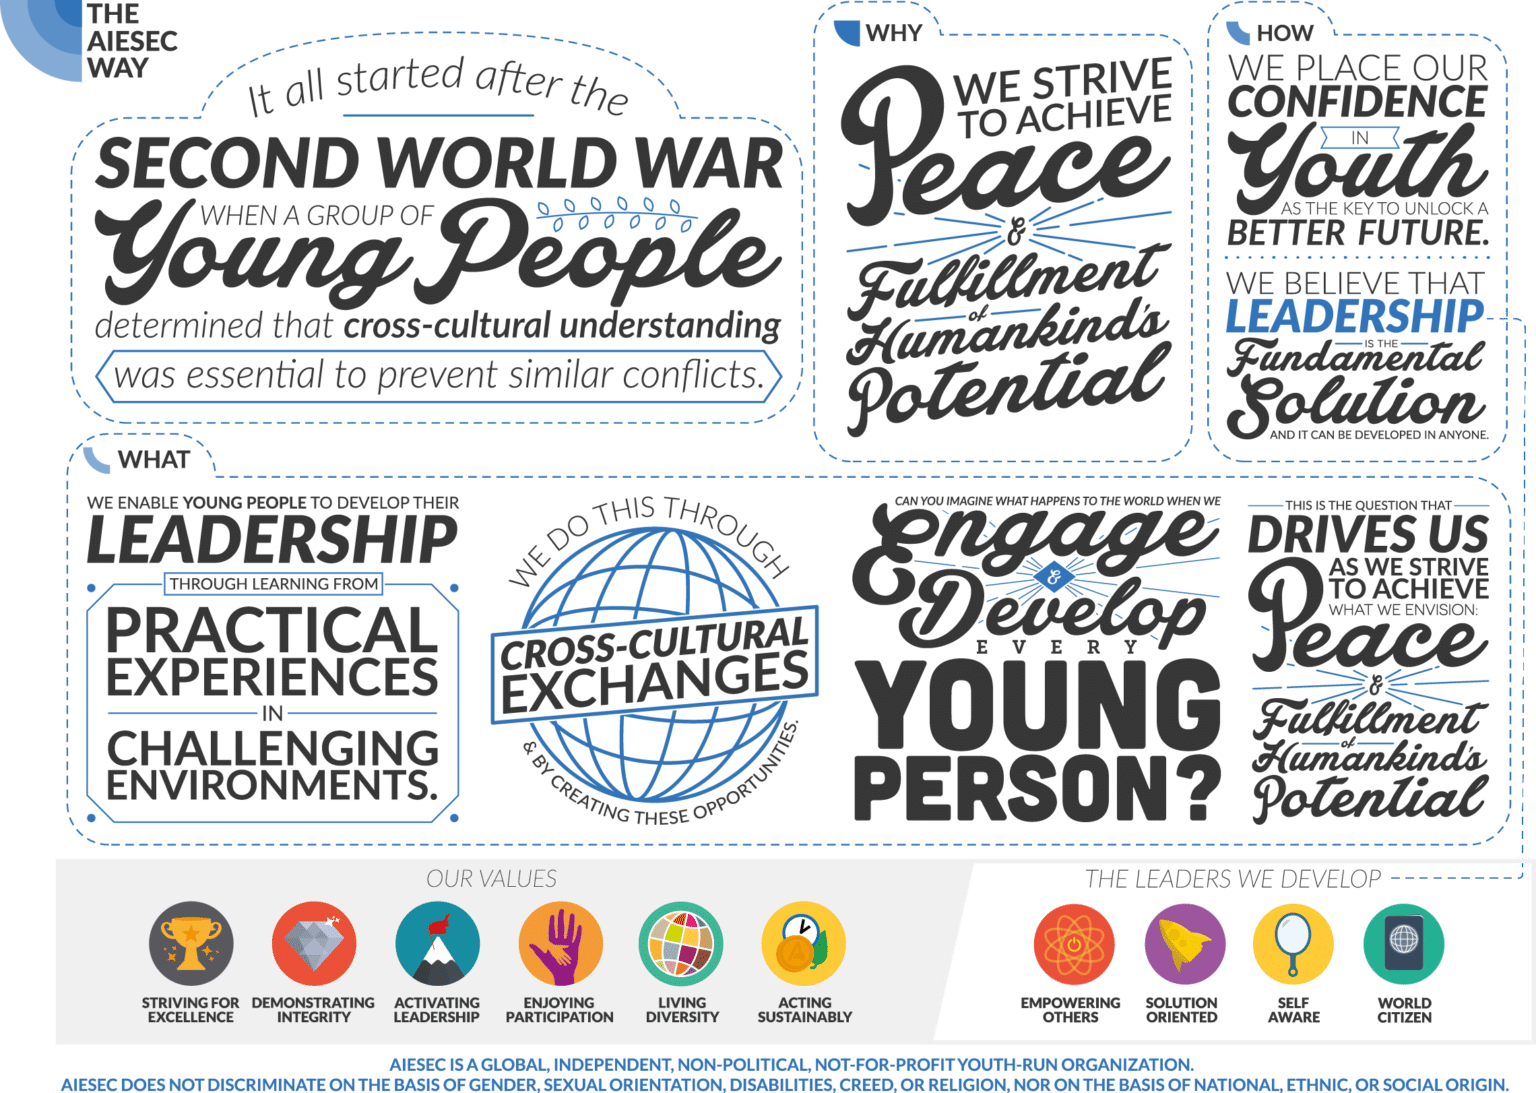 THE
AIESEC
WAY
It all started after the
SECOND WORLD WAR
WHEN A GROUP OF
Young People
determined that cross-cultural understanding
was essential to prevent similar conflicts.
WHY
WE STRIVE
TO ACHIEVE
Peace
&
Fulfillment
of
Humankind's
Potential
HOW
WE PLACE OUR
CONFIDENCE
IN
Youth
AS THE KEY TO UNLOCK A
BETTER FUTURE.
WE BELIEVE THAT
LEADERSHIP
IS THE
Fundamental
Solution
AND IT CAN BE DEVELOPED IN ANYONE.
WHAT
WE ENABLE YOUNG PEOPLE TO DEVELOP THEIR
LEADERSHIP
THROUGH LEARNING FROM
PRACTICAL
EXPERIENCES
IN
CHALLENGING
ENVIRONMENTS.
WE DO THIS THROUGH
CROSS-CULTURAL
EXCHANGES
& BY CREATING THESE OPPORTUNITIES.
CAN YOU IMAGINE WHAT HAPPENS TO THE WORLD WHEN WE
Engage
&
Develop
EVERY
YOUNG
PERSON?
THIS IS THE QUESTION THAT
DRIVES US
AS WE STRIVE
TO ACHIEVE
WHAT WE ENVISION:
Peace
&
Fulfillment
of
Humankind's
Potential
OUR VALUES
STRIVING FOR
EXCELLENCE
DEMONSTRATING
INTEGRITY
ACTIVATING
LEADERSHIP
ENJOYING
PARTICIPATION
LIVING
DIVERSITY
ACTING
SUSTAINABLY
THE LEADERS WE DEVELOP
EMPOWERING
OTHERS
SOLUTION
ORIENTED
SELF
AWARE
WORLD
CITIZEN
AIESEC IS A GLOBAL, INDEPENDENT, NON-POLITICAL, NOT-FOR-PROFIT YOUTH-RUN ORGANIZATION.
AIESEC DOES NOT DISCRIMINATE ON THE BASIS OF GENDER, SEXUAL ORIENTATION, DISABILITIES, CREED, OR RELIGION, NOR ON THE BASIS OF NATIONAL, ETHNIC, OR SOCIAL ORIGIN.